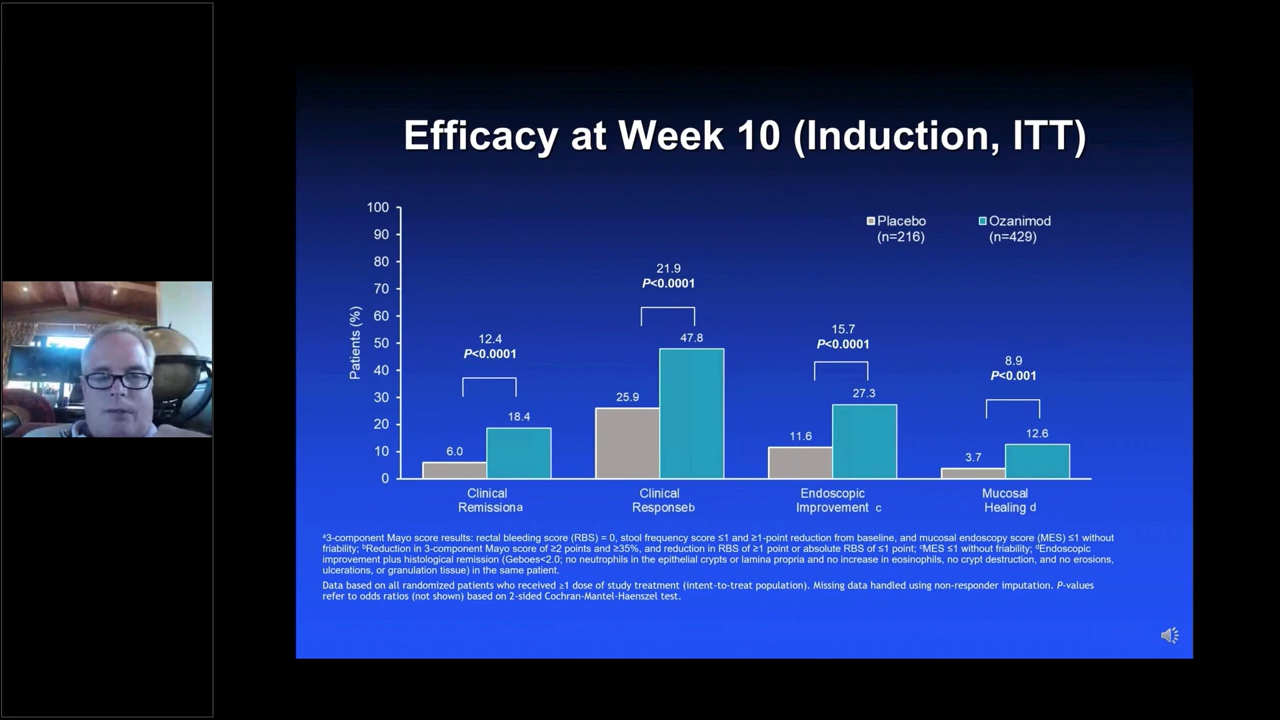 Efficacy at Week 10 (Induction, ITT)
100
90
80
70
60
50
40
30
20
10
0
Patients (%)
Placebo
(n=216)
Ozanimod
(n=429)
12.4
P<0.0001
6.0
18.4
21.9
P<0.0001
25.9
47.8
15.7
P<0.0001
11.6
27.3
8.9
P<0.001
3.7
12.6
Clinical
Remissiona
Clinical
Responseb
Endoscopic
Improvement c
Mucosal
Healing d
ᵃ3-component Mayo score results: rectal bleeding score (RBS) = 0, stool frequency score ≤1 and ≥1-point reduction from baseline, and mucosal endoscopy score (MES) ≤1 without
friability; ᵇReduction in 3-component Mayo score of ≥2 points and ≥35%, and reduction in RBS of ≥1 point or absolute RBS of ≤1 point; ᶜMES ≤1 without friability; ᵈEndoscopic
improvement plus histological remission (Geboes<2.0; no neutrophils in the epithelial crypts or lamina propria and no increase in eosinophils, no crypt destruction, and no erosions,
ulcerations, or granulation tissue) in the same patient.
Data based on all randomized patients who received ≥1 dose of study treatment (intent-to-treat population). Missing data handled using non-responder imputation. P-values
refer to odds ratios (not shown) based on 2-sided Cochran-Mantel-Haenszel test.